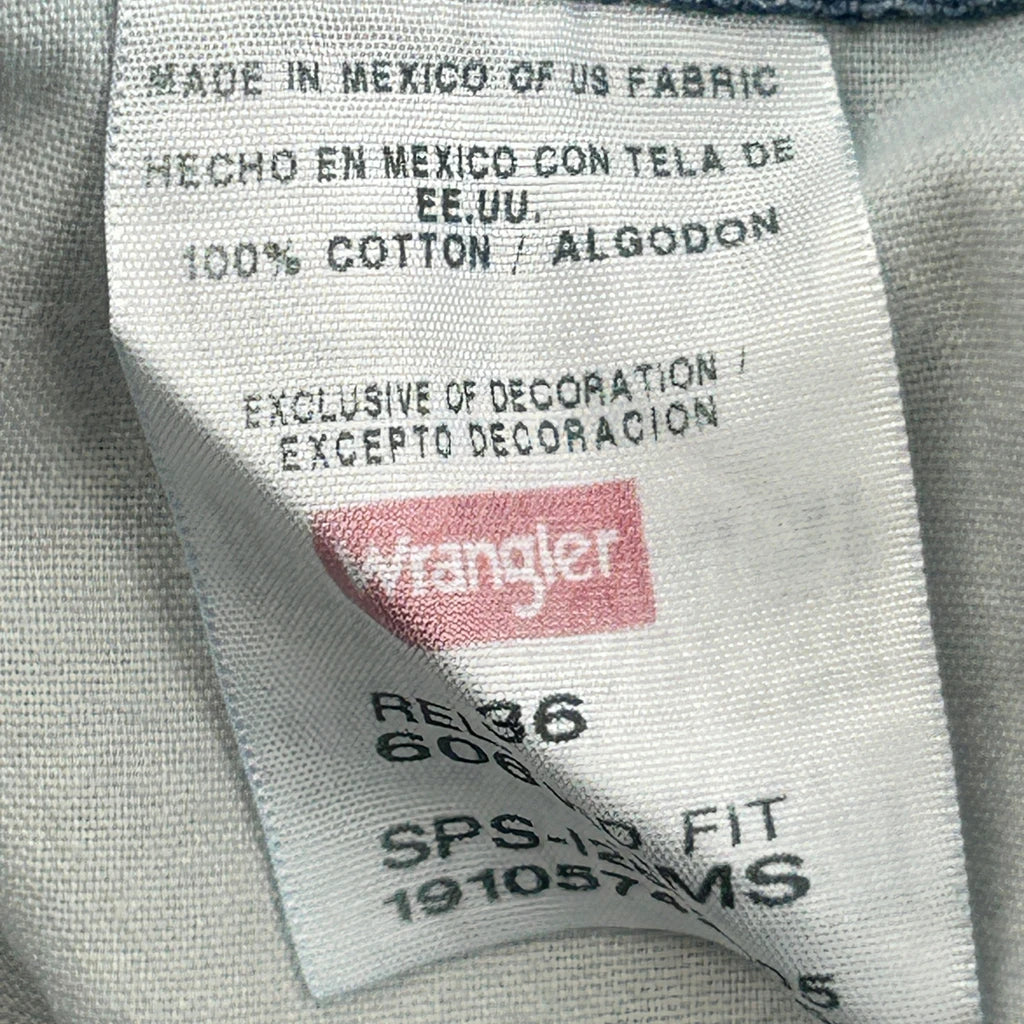 MADE IN MEXICO OF US FABRIC
HECHO EN MEXICO CON TELA DE
EE.UU.
100% COTTON / ALGODON
EXCLUSIVE OF DECORATION /
EXCEPTO DECORACION
Wrangler
36
FIT
MS